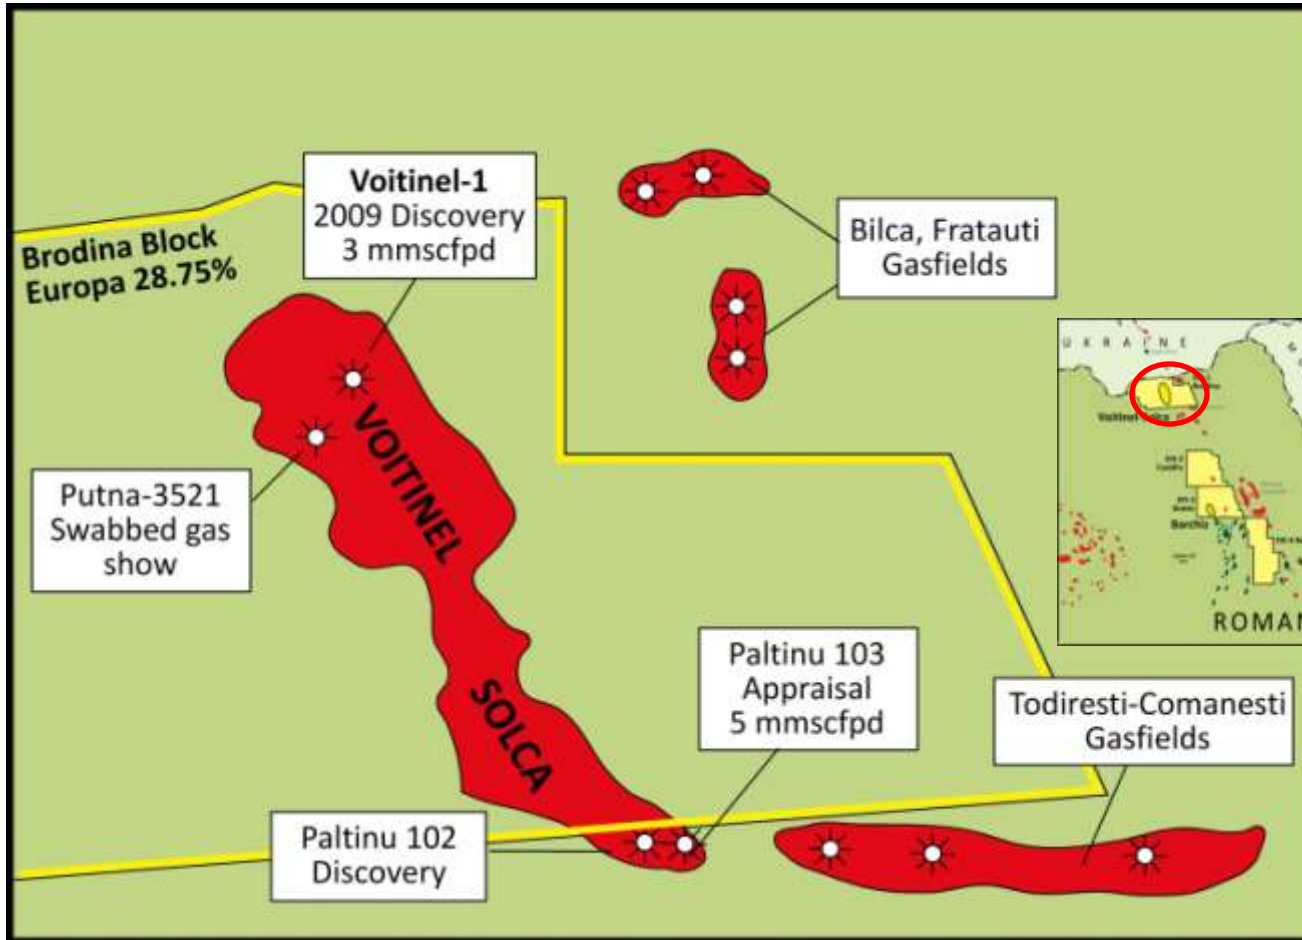 Voitinel-1
2009 Discovery
3 mmscfpd
Brodina Block
Europa 28.75%
Bilca, Fratauti
Gasfields
VOITINEL
Putna-3521
Swabbed gas
show
SOLCA
Paltinu 103
Appraisal
5 mmscfpd
Todiresti-Comanesti
Gasfields
Paltinu 102
Discovery
UKRAINE
Bacau
ROMAN